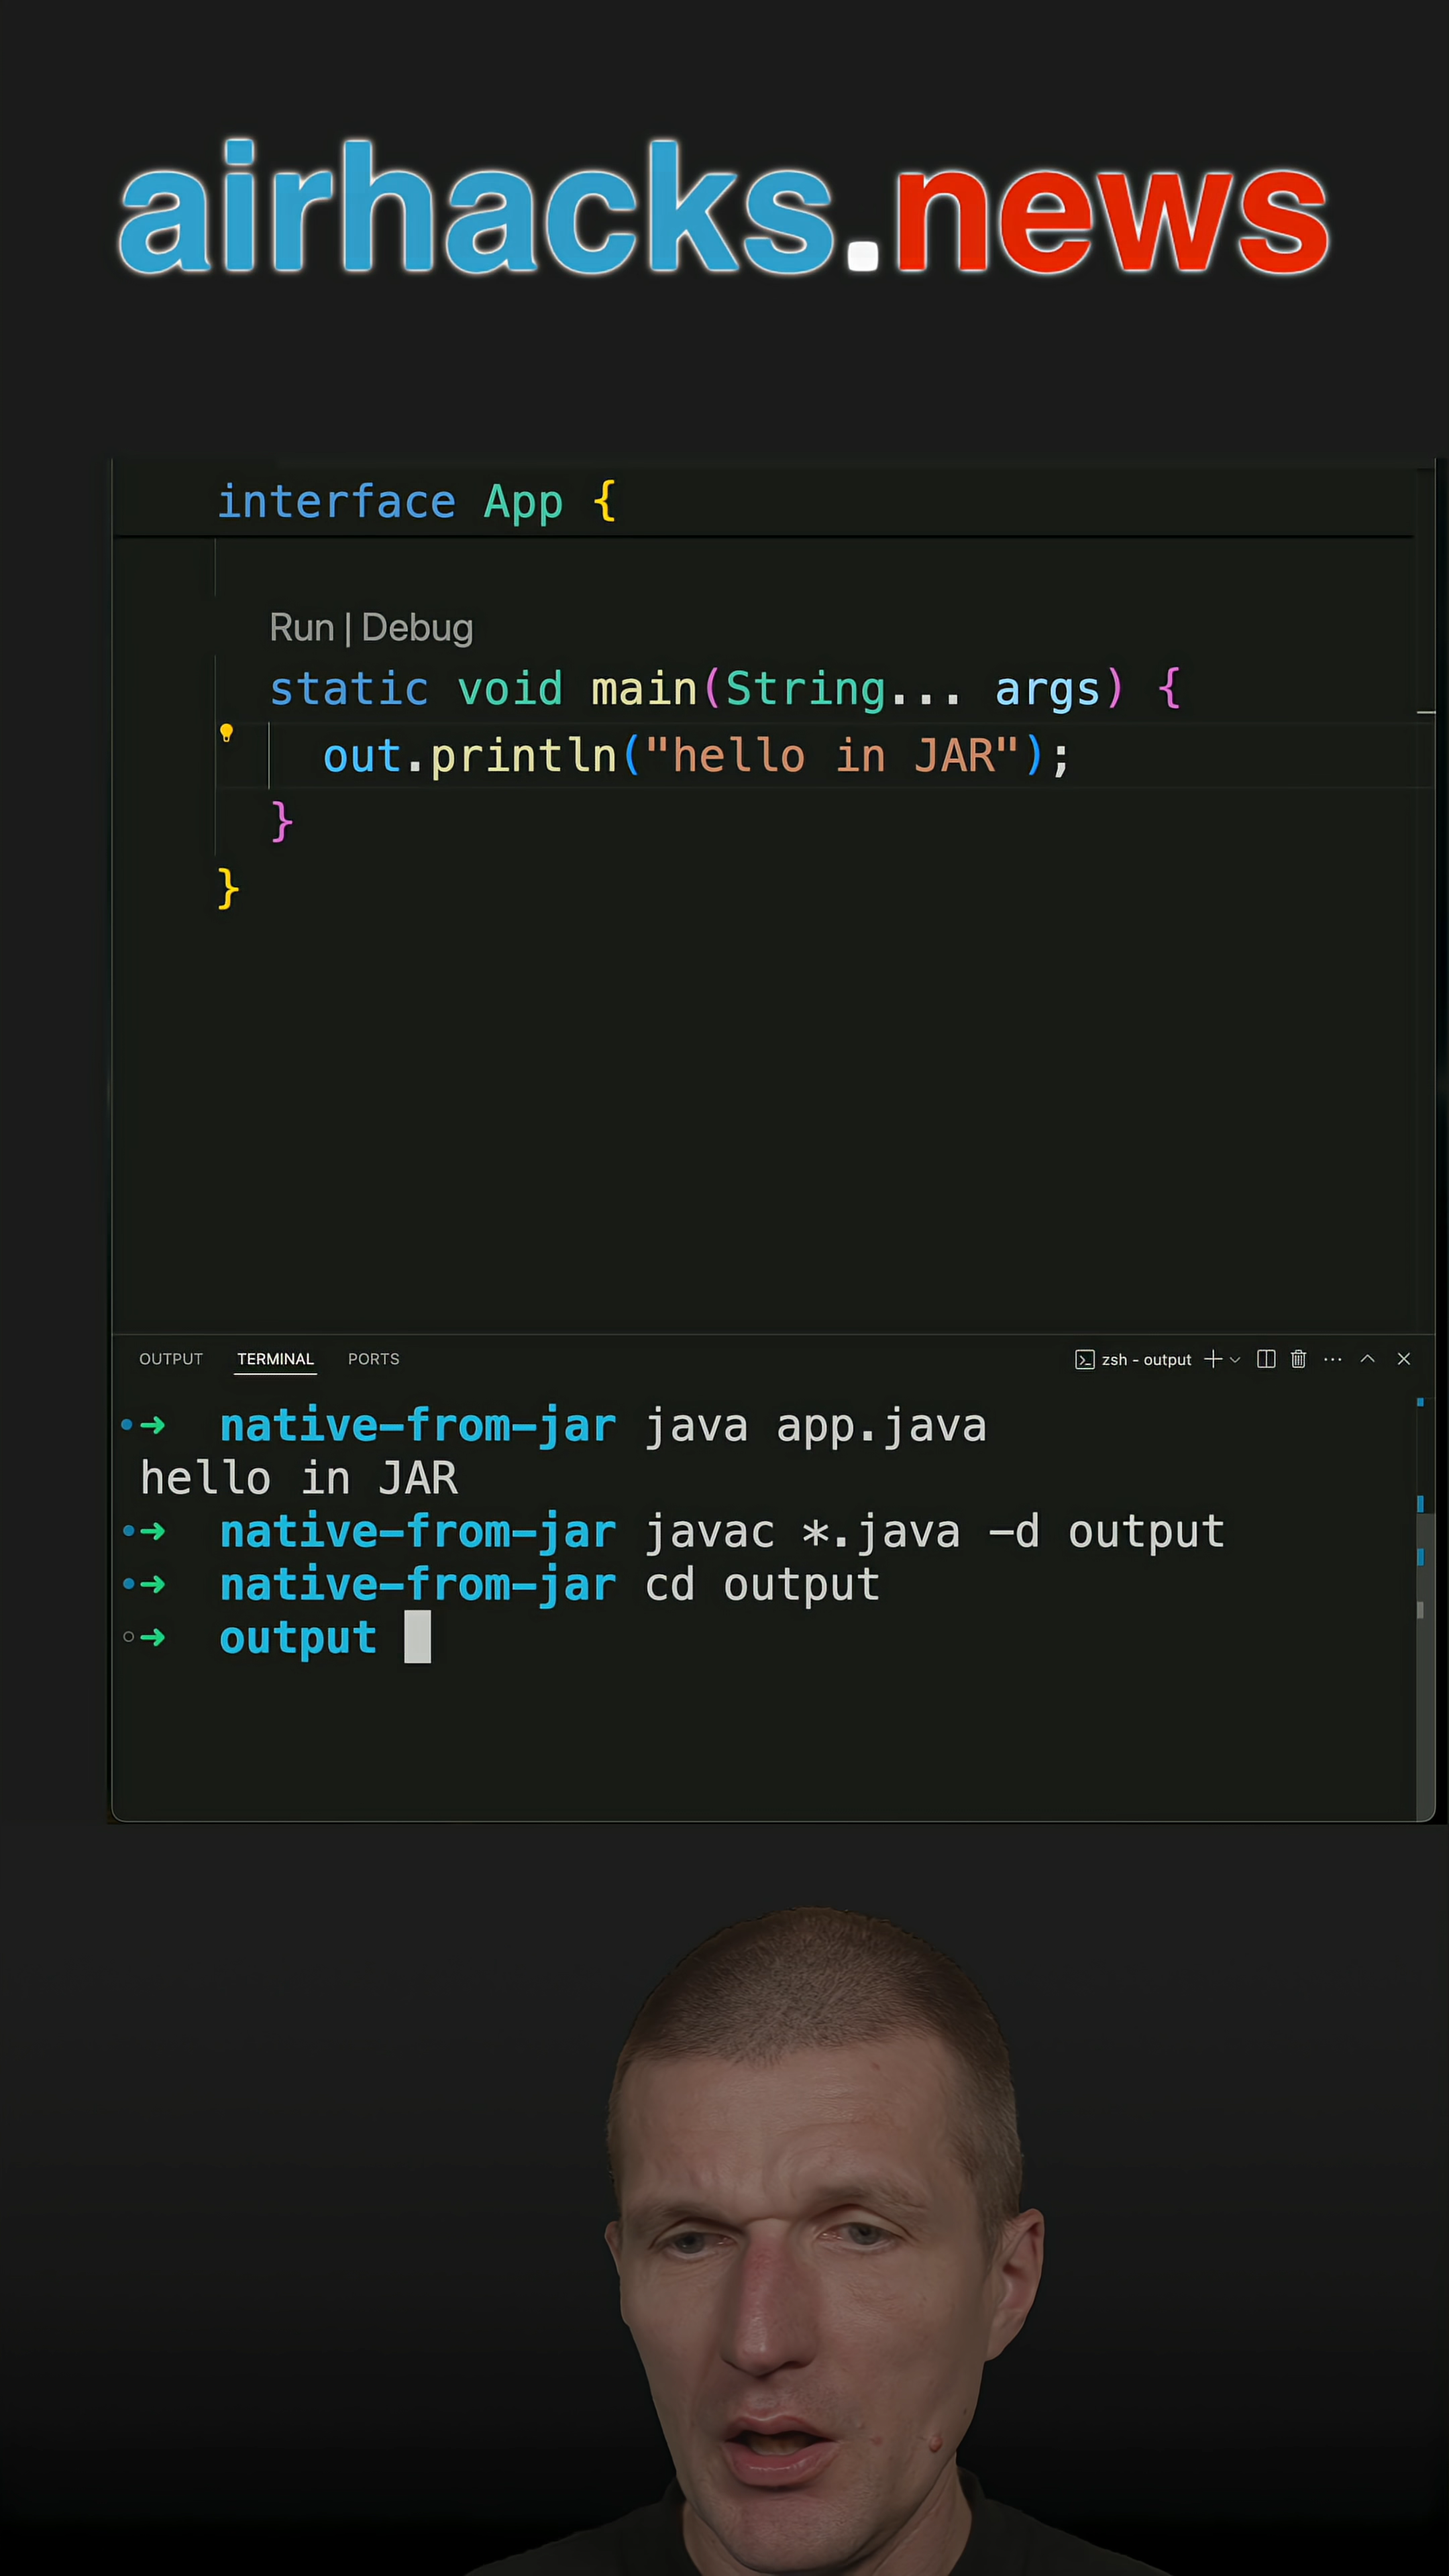 airhacks.news
interface App {
Run | Debug
static void main(String... args) {
out.println("hello in JAR");
}
}
OUTPUT TERMINAL PORTS zsh - output
➜ native-from-jar java app.java
hello in JAR
➜ native-from-jar javac *.java -d output
➜ native-from-jar cd output
➜ output